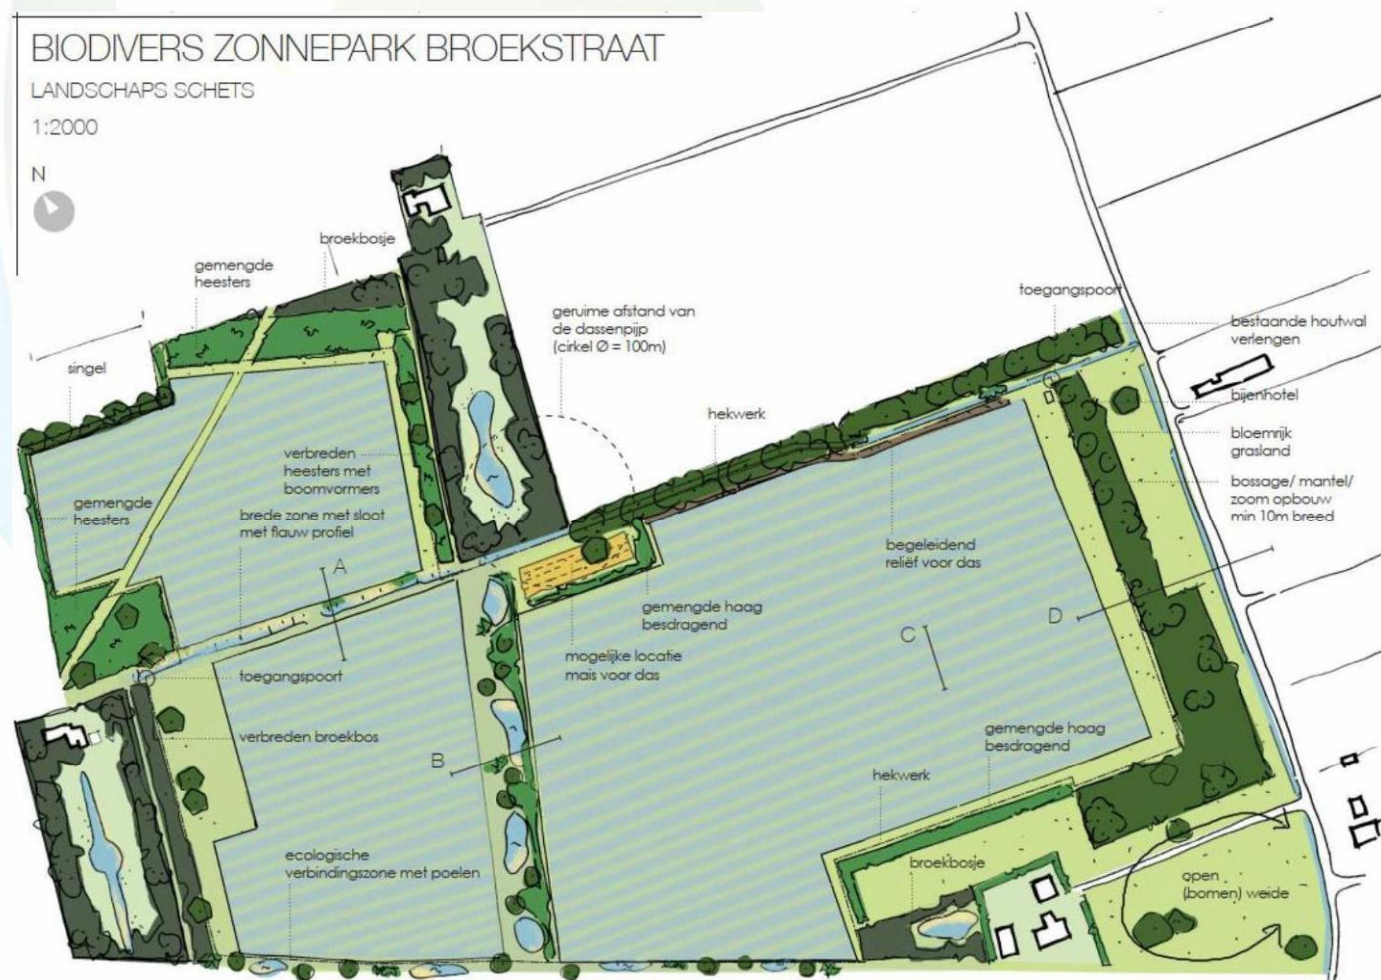 BIODIVERS ZONNEPARK BROEKSTRAAT
LANDSCHAPS SCHETS
1:2000
N
broekbosje
gemengde
heesters
singel
geruime afstand van
de dassenpijp
(cirkel Ø = 100m)
toegangspoort
bestaande houtwal
verlengen
bijenhotel
bloemrijk
grasland
bossage/ mantel/
zoom opbouw
min 10m breed
hekwerk
verbreden
heesters met
boomvormers
gemengde
heesters
brede zone met sloot
met flauw profiel
A
begeleidend
reliëf voor das
gemengde haag
besdragend
mogelijke locatie
mais voor das
C
D
toegangspoort
verbreden broekbos
B
gemengde haag
besdragend
hekwerk
ecologische
verbindingszone met poelen
broekbosje
open
(bomen) weide